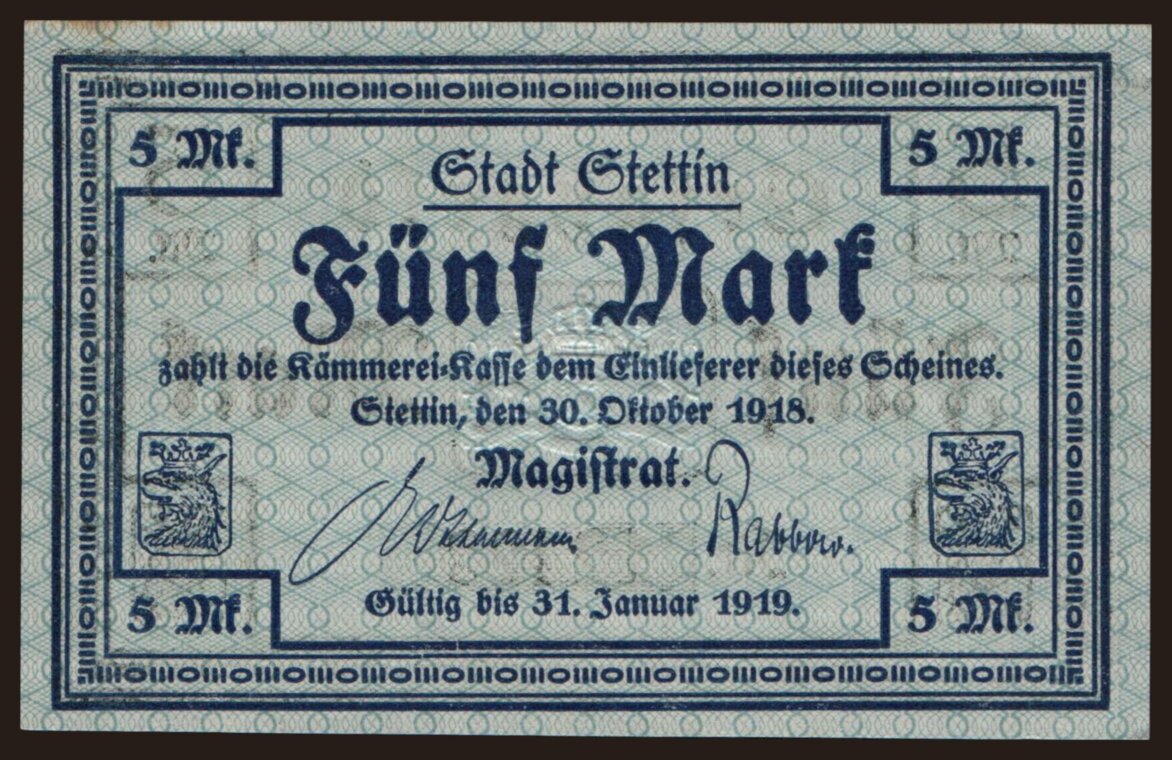 5 Mk.
5 Mk.
Stadt Stettin
Fünf Mark
zahlt die Kämmerei-Kasse dem Einlieferer dieses Scheines.
Stettin, den 30. Oktober 1918.
Magistrat.
Gültig bis 31. Januar 1919.
5 Mk.
5 Mk.